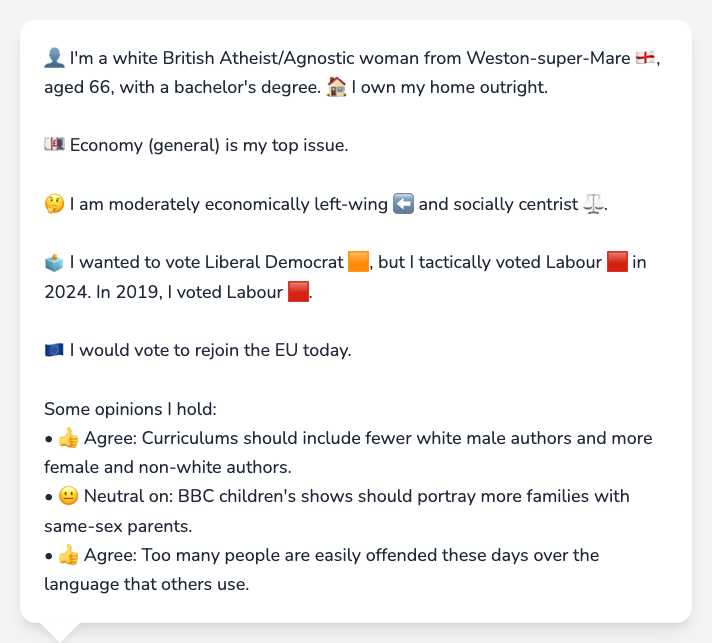 👤 I'm a white British Atheist/Agnostic woman from Weston-super-Mare 🏴󠁧󠁢󠁥󠁮󠁧󠁿,
aged 66, with a bachelor's degree. 🏠 I own my home outright.
💷 Economy (general) is my top issue.
🤔 I am moderately economically left-wing ⬅️ and socially centrist ⚖️.
🗳️ I wanted to vote Liberal Democrat 🟧, but I tactically voted Labour 🟥 in
2024. In 2019, I voted Labour 🟥.
🇪🇺 I would vote to rejoin the EU today.
Some opinions I hold:
• 👍 Agree: Curriculums should include fewer white male authors and more
female and non-white authors.
• 😐 Neutral on: BBC children's shows should portray more families with
same-sex parents.
• 👍 Agree: Too many people are easily offended these days over the
language that others use.